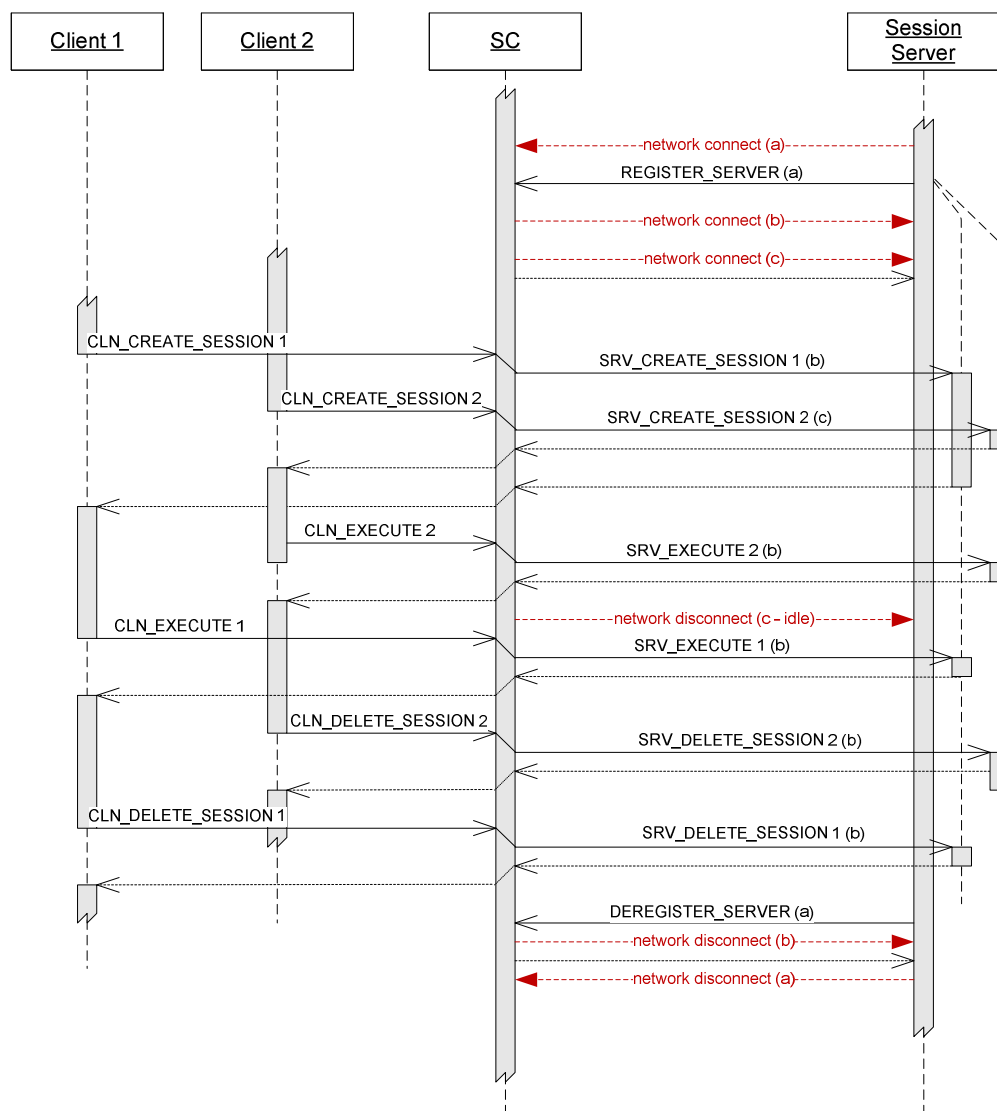 Client 1
Client 2
SC
Session
Server
network connect (a)
REGISTER_SERVER (a)
network connect (b)
network connect (c)
CLN_CREATE_SESSION 1
SRV_CREATE_SESSION 1 (b)
CLN_CREATE_SESSION 2
SRV_CREATE_SESSION 2 (c)
CLN_EXECUTE 2
SRV_EXECUTE 2 (b)
network disconnect (c – idle)
CLN_EXECUTE 1
SRV_EXECUTE 1 (b)
CLN_DELETE_SESSION 2
SRV_DELETE_SESSION 2 (b)
CLN_DELETE_SESSION 1
SRV_DELETE_SESSION 1 (b)
DEREGISTER_SERVER (a)
network disconnect (b)
network disconnect (a)